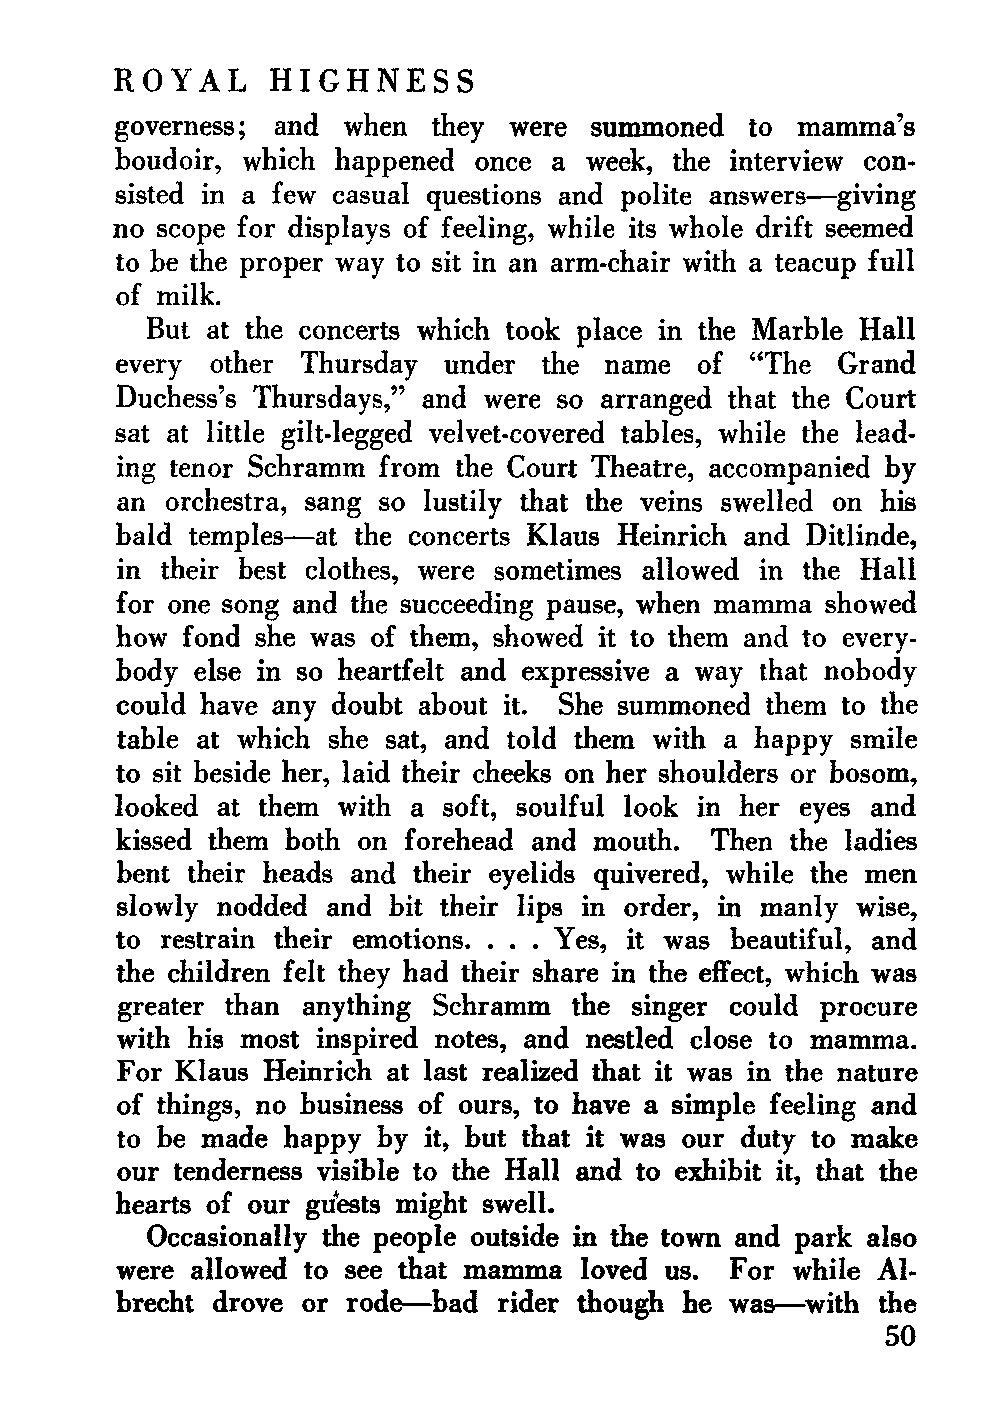 ROYAL HIGHNESS
governess; and when they were summoned to mamma's
boudoir, which happened once a week, the interview con-
sisted in a few casual questions and polite answers—giving
no scope for displays of feeling, while its whole drift seemed
to be the proper way to sit in an arm-chair with a teacup full
of milk.
But at the concerts which took place in the Marble Hall
every other Thursday under the name of “The Grand
Duchess's Thursdays,” and were so arranged that the Court
sat at little gilt-legged velvet-covered tables, while the lead-
ing tenor Schramm from the Court Theatre, accompanied by
an orchestra, sang so lustily that the veins swelled on his
bald temples—at the concerts Klaus Heinrich and Ditlinde,
in their best clothes, were sometimes allowed in the Hall
for one song and the succeeding pause, when mamma showed
how fond she was of them, showed it to them and to every-
body else in so heartfelt and expressive a way that nobody
could have any doubt about it. She summoned them to the
table at which she sat, and told them with a happy smile
to sit beside her, laid their cheeks on her shoulders or bosom,
looked at them with a soft, soulful look in her eyes and
kissed them both on forehead and mouth. Then the ladies
bent their heads and their eyelids quivered, while the men
slowly nodded and bit their lips in order, in manly wise,
to restrain their emotions. . . . Yes, it was beautiful, and
the children felt they had their share in the effect, which was
greater than anything Schramm the singer could procure
with his most inspired notes, and nestled close to mamma.
For Klaus Heinrich at last realized that it was in the nature
of things, no business of ours, to have a simple feeling and
to be made happy by it, but that it was our duty to make
our tenderness visible to the Hall and to exhibit it, that the
hearts of our guests might swell.
Occasionally the people outside in the town and park also
were allowed to see that mamma loved us. For while Al-
brecht drove or rode—bad rider though he was—with the
50